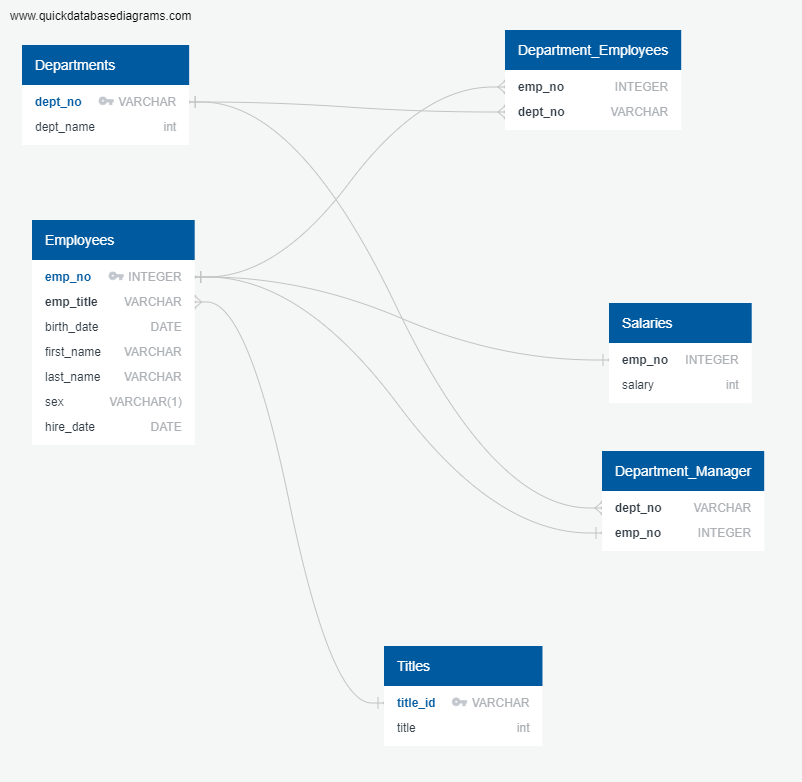 www.quickdatabasediagrams.com
Departments
dept_no VARCHAR
dept_name int
Department_Employees
emp_no INTEGER
dept_no VARCHAR
Employees
emp_no INTEGER
emp_title VARCHAR
birth_date DATE
first_name VARCHAR
last_name VARCHAR
sex VARCHAR(1)
hire_date DATE
Salaries
emp_no INTEGER
salary int
Department_Manager
dept_no VARCHAR
emp_no INTEGER
Titles
title_id VARCHAR
title int